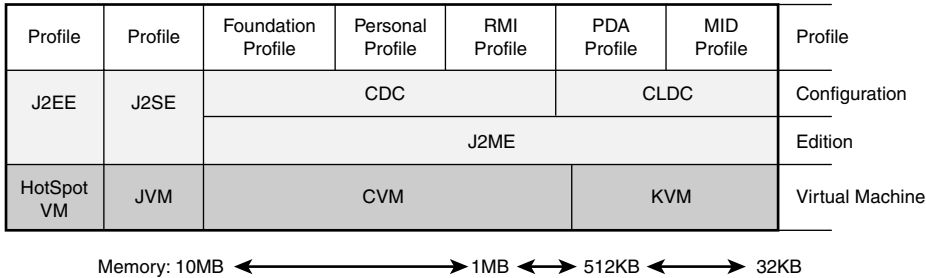 Profile
Profile
Foundation
Profile
Personal
Profile
RMI
Profile
PDA
Profile
MID
Profile
Profile
J2EE
J2SE
CDC
CLDC
Configuration
J2ME
Edition
HotSpot
VM
JVM
CVM
KVM
Virtual Machine
Memory: 10MB 1MB 512KB 32KB